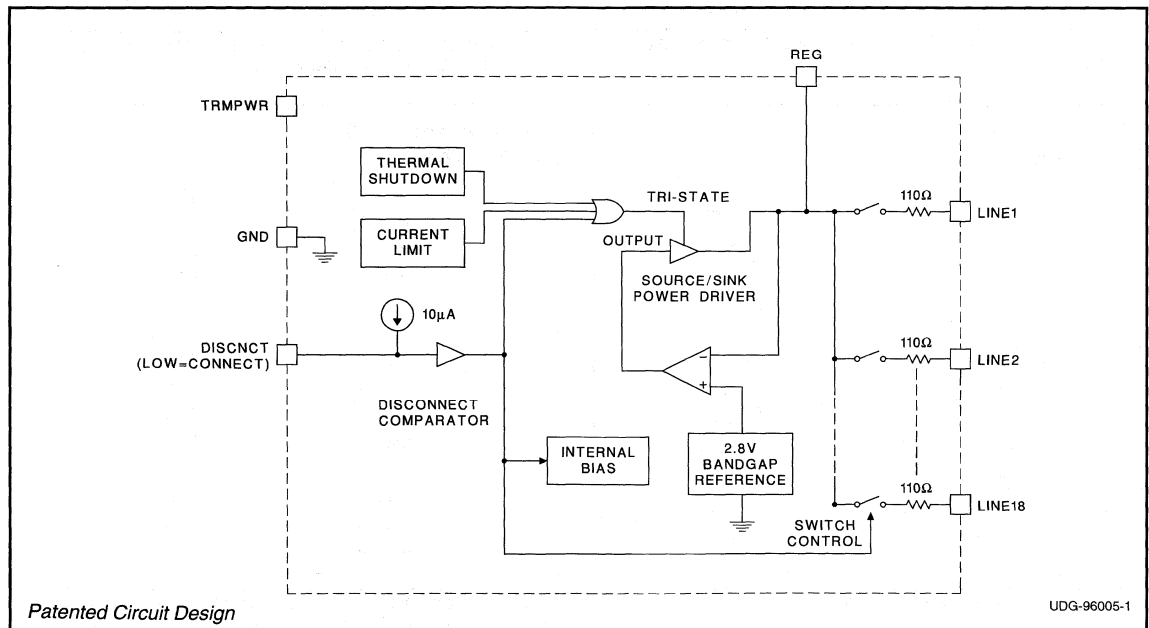 REG
TRMPWR
THERMAL
SHUTDOWN
TRI-STATE
110Ω
LINE1
GND
CURRENT
LIMIT
OUTPUT
SOURCE/SINK
POWER DRIVER
10µA
DISCNCT
(LOW=CONNECT)
110Ω
LINE2
−
+
DISCONNECT
COMPARATOR
INTERNAL
BIAS
2.8V
BANDGAP
REFERENCE
110Ω
LINE18
SWITCH
CONTROL
Patented Circuit Design
UDG-96005-1